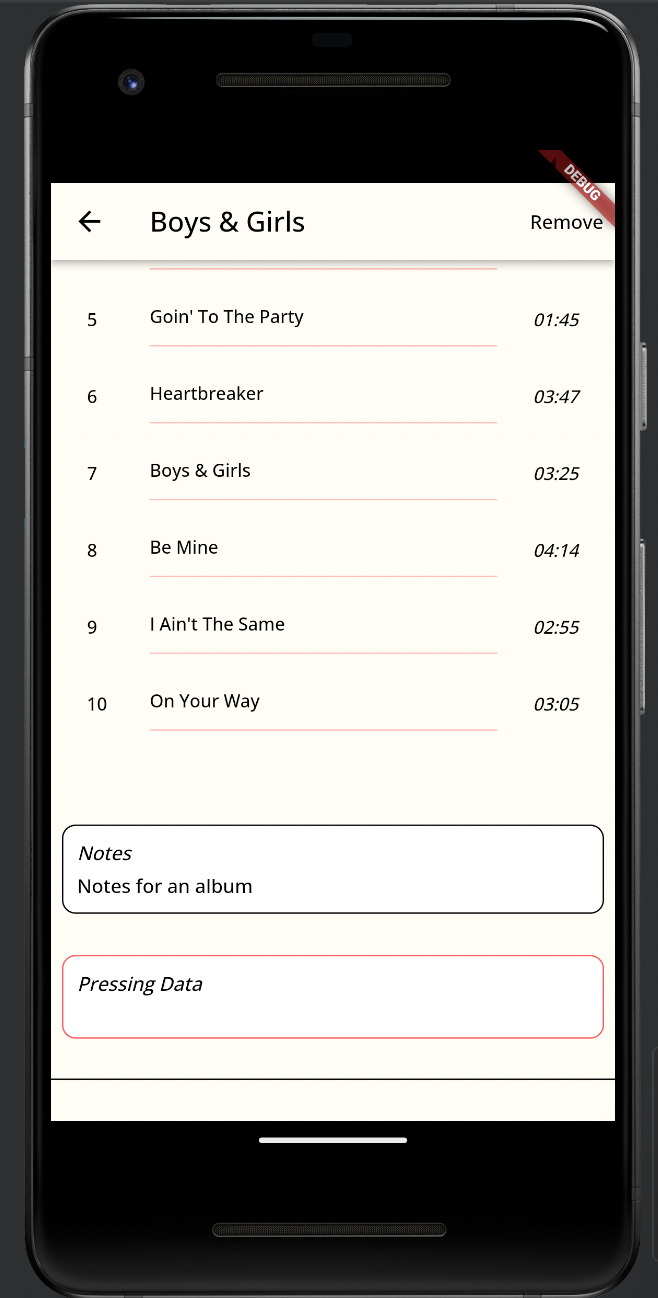 DEBUG
Boys & Girls
Remove
5 Goin' To The Party 01:45
6 Heartbreaker 03:47
7 Boys & Girls 03:25
8 Be Mine 04:14
9 I Ain't The Same 02:55
10 On Your Way 03:05
Notes
Notes for an album
Pressing Data